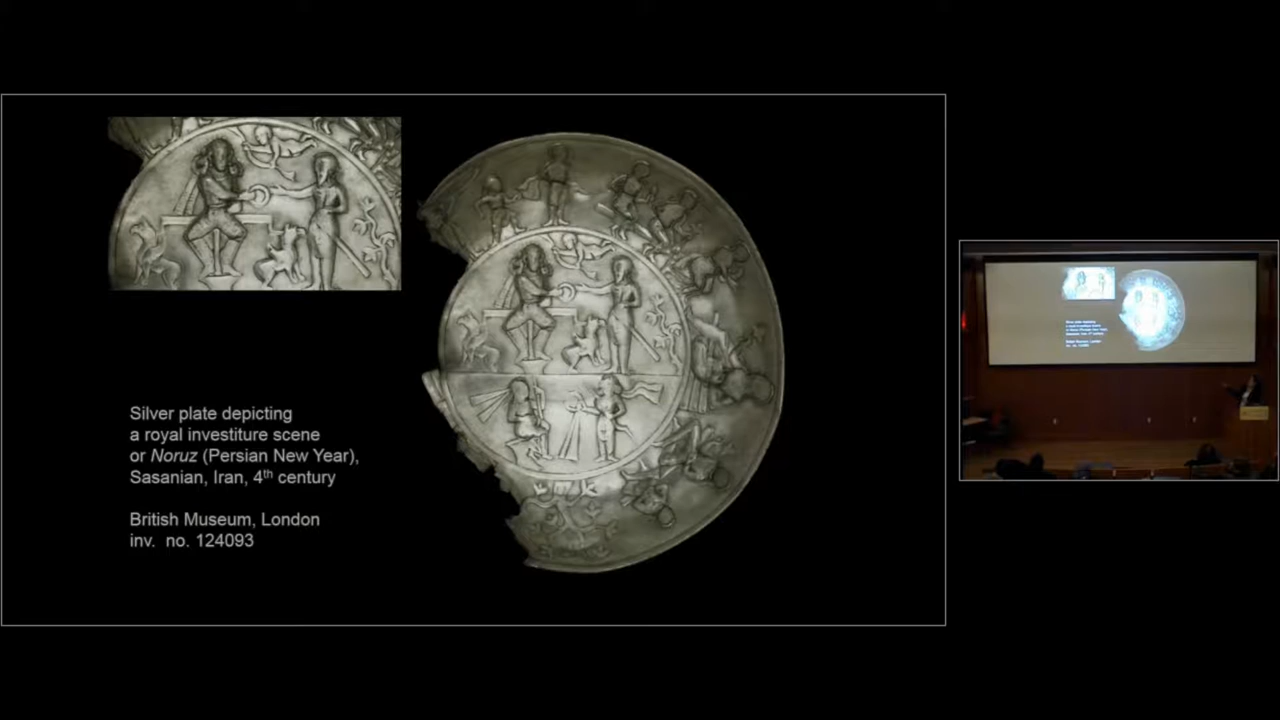 Silver plate depicting
a royal investiture scene
or Noruz (Persian New Year),
Sasanian, Iran, 4th century
British Museum, London
inv. no. 124093